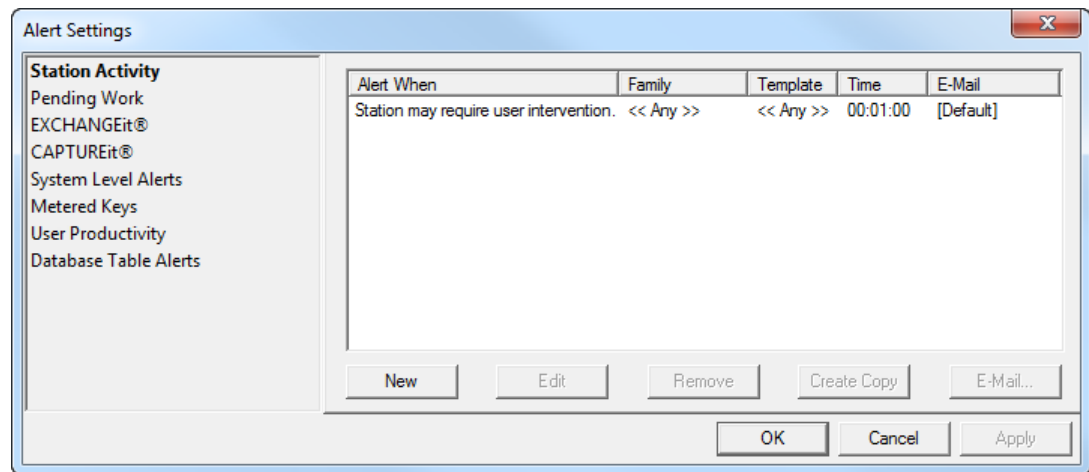 Alert Settings
Station Activity
Pending Work
EXCHANGEit®
CAPTUREit®
System Level Alerts
Metered Keys
User Productivity
Database Table Alerts
Alert When Family Template Time E-Mail
Station may require user intervention. << Any >> << Any >> 00:01:00 [Default]
New Edit Remove Create Copy E-Mail...
OK Cancel Apply